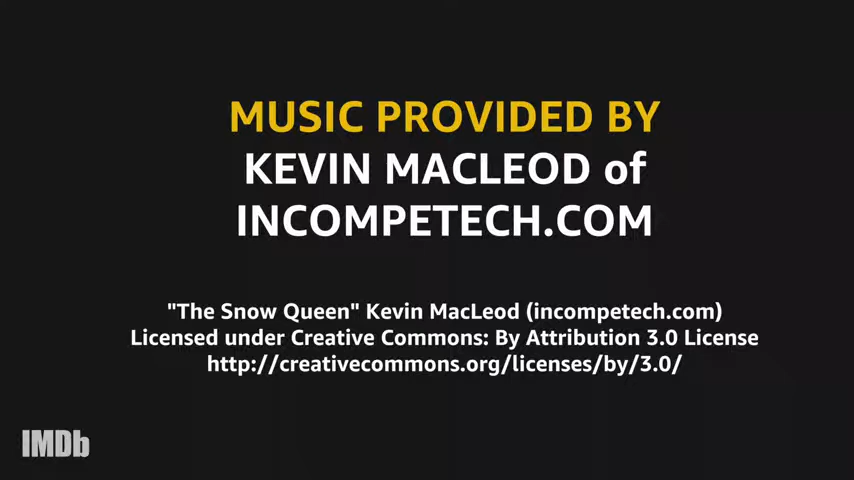 MUSIC PROVIDED BY
KEVIN MACLEOD of
INCOMPETECH.COM
"The Snow Queen" Kevin MacLeod (incompetech.com)
Licensed under Creative Commons: By Attribution 3.0 License
http://creativecommons.org/licenses/by/3.0/
IMDb